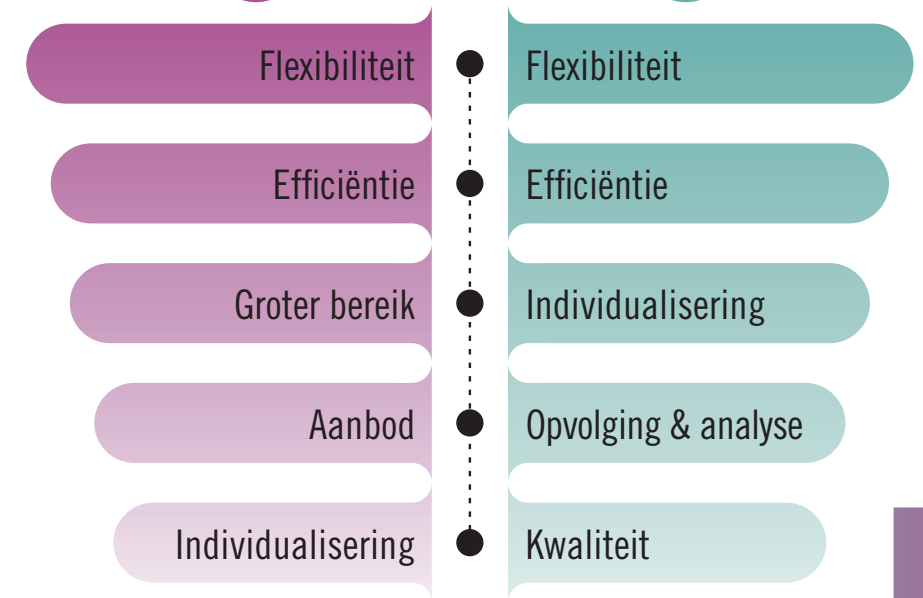 Flexibiliteit
Flexibiliteit
Efficiëntie
Efficiëntie
Groter bereik
Individualisering
Aanbod
Opvolging & analyse
Individualisering
Kwaliteit